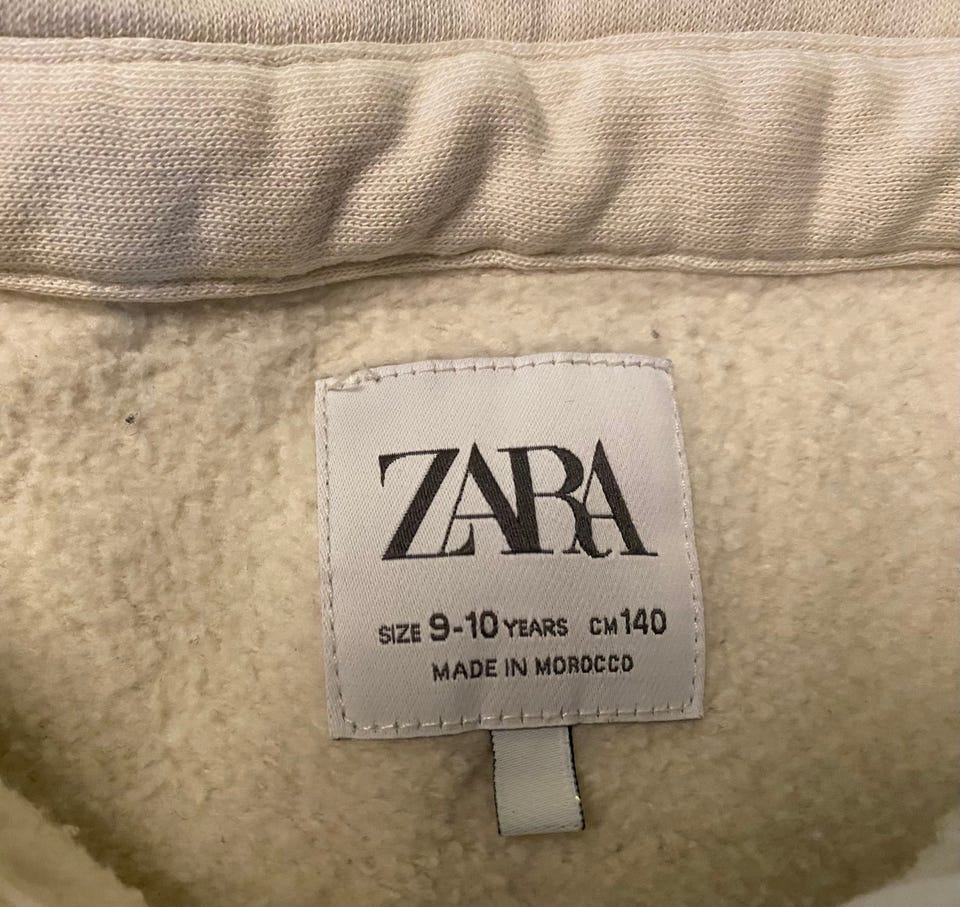 ZARA
SIZE 9-10 YEARS CM 140
MADE IN MOROCCO